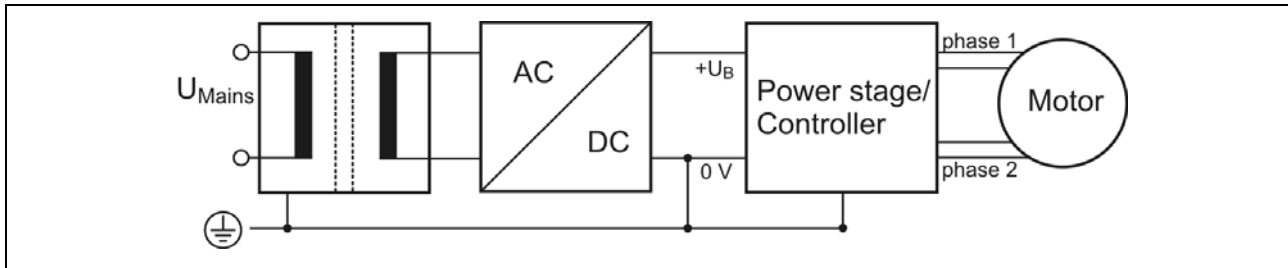 U_Mains
AC
DC
+U_B
0 V
Power stage/
Controller
phase 1
phase 2
Motor